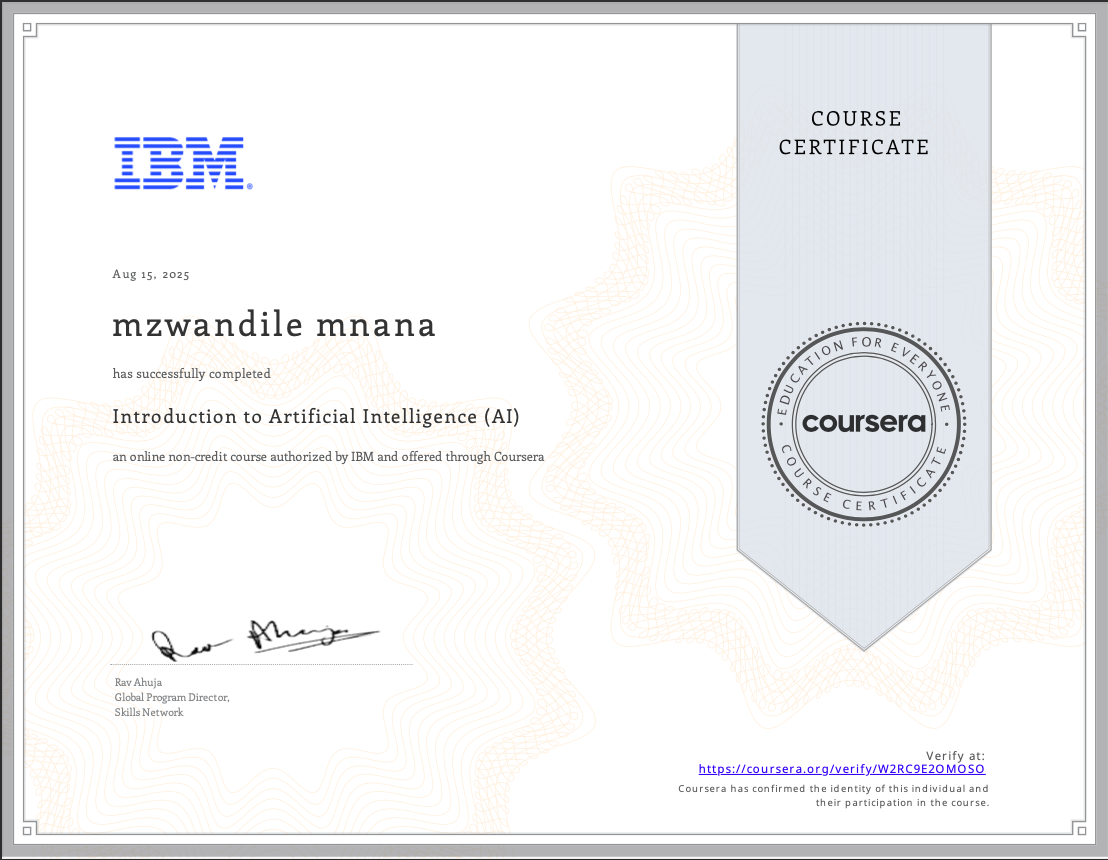 COURSE
CERTIFICATE
IBM®
Aug 15, 2025
mzwandile mnana
has successfully completed
Introduction to Artificial Intelligence (AI)
an online non-credit course authorized by IBM and offered through Coursera
EDUCATION FOR EVERYONE
coursera
COURSE CERTIFICATE
Rav Ahuja
Rav Ahuja
Global Program Director,
Skills Network
Verify at:
https://coursera.org/verify/W2RC9E2OMOSO
Coursera has confirmed the identity of this individual and
their participation in the course.